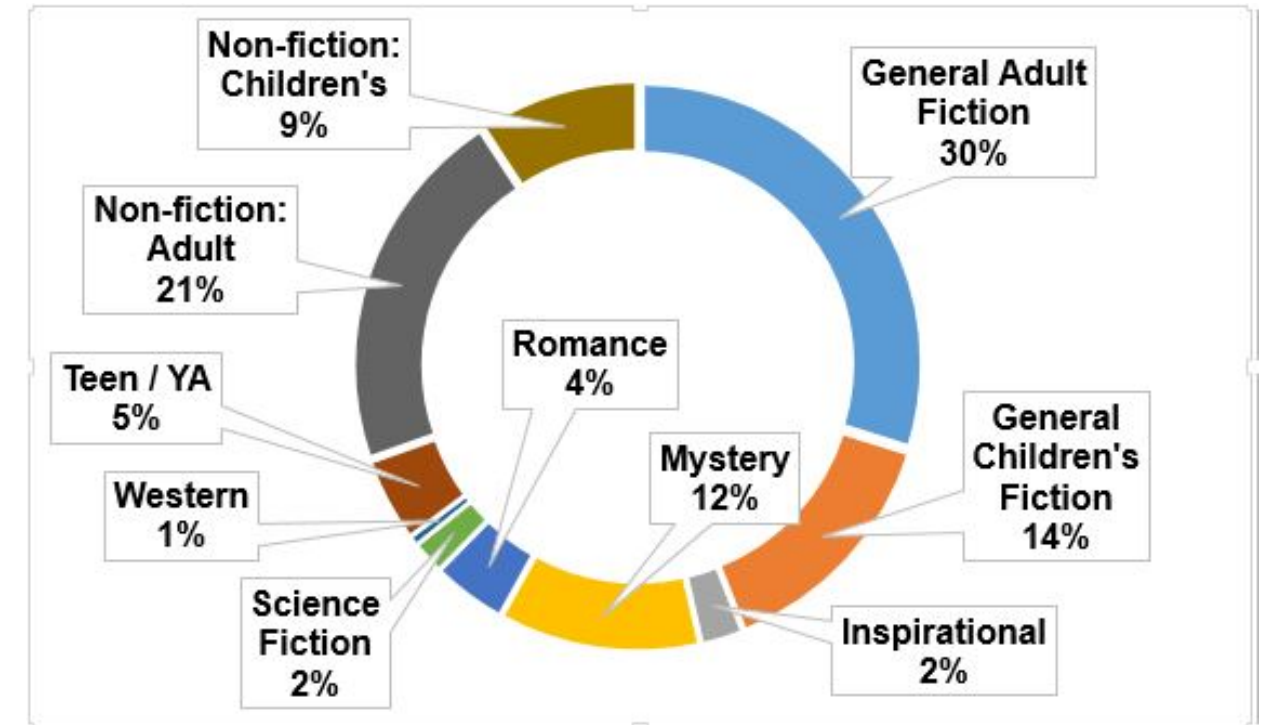 Non-fiction:
Children's
9%
General Adult
Fiction
30%
Non-fiction:
Adult
21%
Romance
4%
Teen / YA
5%
General
Children's
Fiction
14%
Mystery
12%
Western
1%
Science
Fiction
2%
Inspirational
2%